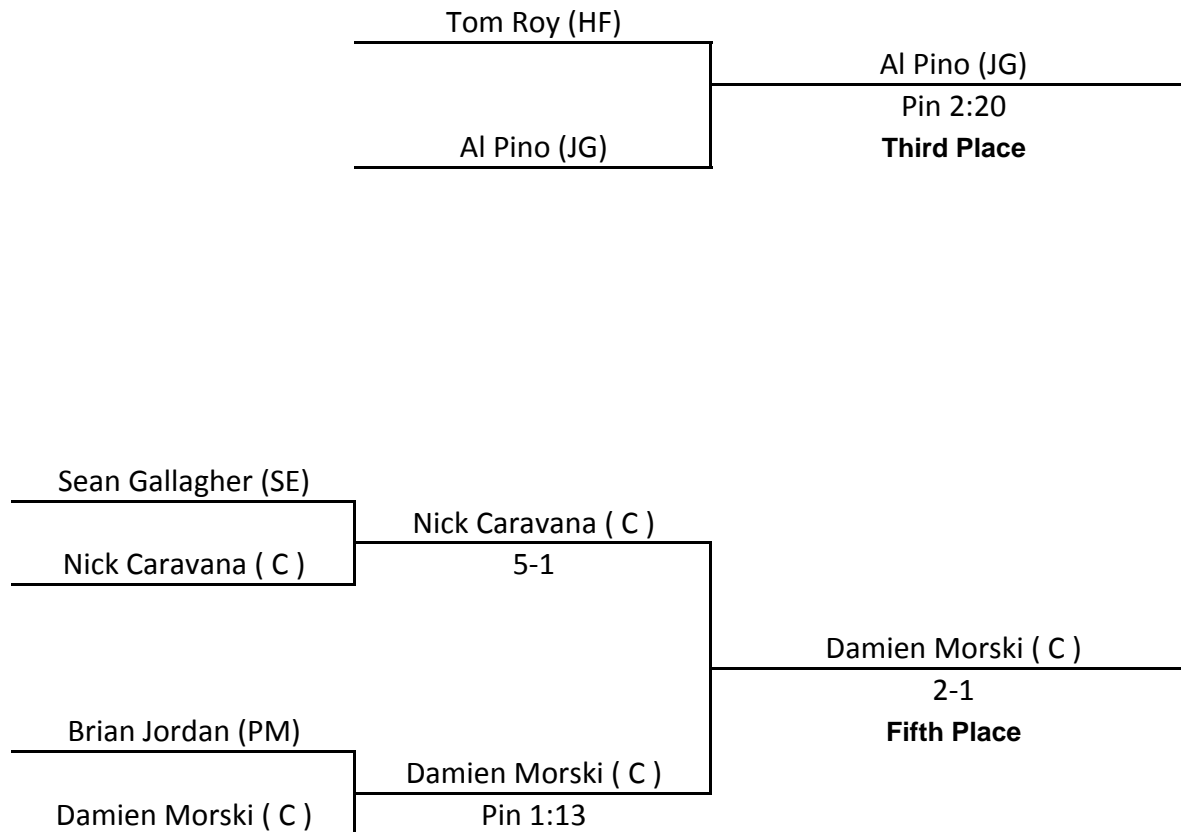 Tom Roy (HF)
Al Pino (JG)
Pin 2:20
Al Pino (JG)
Third Place
Sean Gallagher (SE)
Nick Caravana ( C )
Nick Caravana ( C )
5-1
Damien Morski ( C )
2-1
Brian Jordan (PM)
Fifth Place
Damien Morski ( C )
Damien Morski ( C )
Pin 1:13